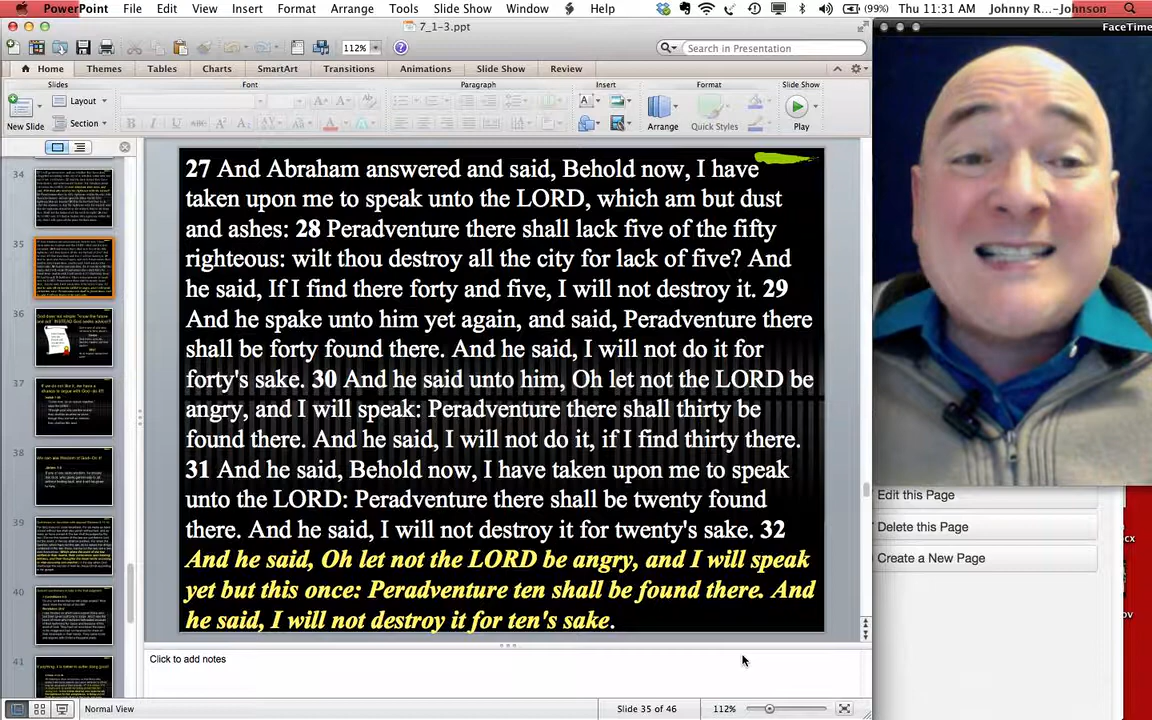 PowerPoint File Edit View Insert Format Arrange Tools Slide Show Window Help (99%) Thu 11:31 AM Johnny R...-Johnson
7_1-3.ppt
FaceTime
112% Search in Presentation
Home Themes Tables Charts SmartArt Transitions Animations Slide Show Review
Slides Font Paragraph Insert Format Slide Show
New Slide Layout Section Arrange Quick Styles Play
34
35
36
37
38
39
40
41
27 And Abraham answered and said, Behold now, I have
taken upon me to speak unto the LORD, which am but dust
and ashes: 28 Peradventure there shall lack five of the fifty
righteous: wilt thou destroy all the city for lack of five? And
he said, If I find there forty and five, I will not destroy it. 29
And he spake unto him yet again, and said, Peradventure there
shall be forty found there. And he said, I will not do it for
forty's sake. 30 And he said unto him, Oh let not the LORD be
angry, and I will speak: Peradventure there shall thirty be
found there. And he said, I will not do it, if I find thirty there.
31 And he said, Behold now, I have taken upon me to speak
unto the LORD: Peradventure there shall be twenty found
there. And he said, I will not destroy it for twenty's sake. 32
And he said, Oh let not the LORD be angry, and I will speak
yet but this once: Peradventure ten shall be found there. And
he said, I will not destroy it for ten's sake.
Edit this Page
Delete this Page
Create a New Page
ocx
ov
Click to add notes
Normal View Slide 35 of 46 112%